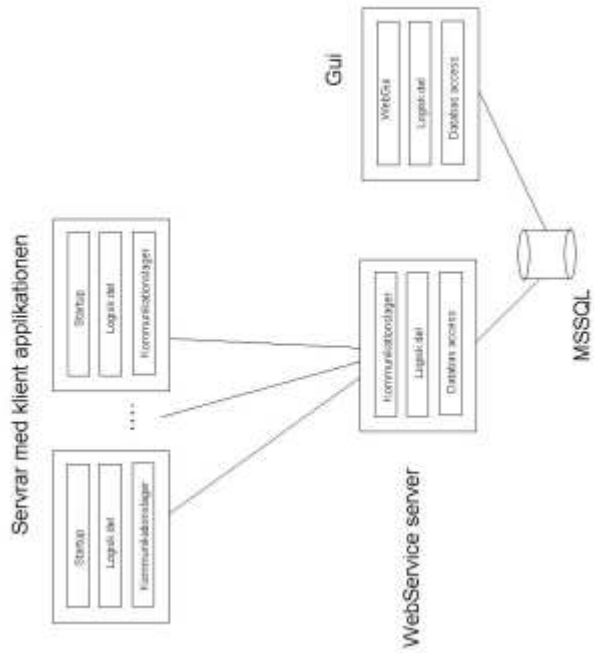 Servrar med klient applikationen
Startup
Logisk del
Kommunikationslager
....
Startup
Logisk del
Kommunikationslager
WebService server
Kommunikationslager
Logisk del
Databas access
Gui
WebGui
Logisk del
Databas access
MSSQL